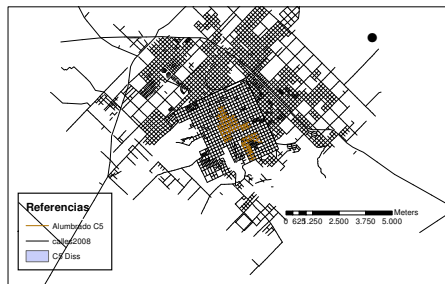 Referencias
Alumbrado C5
calles2008
C5 Diss
Meters
0 625 1.250 2.500 3.750 5.000